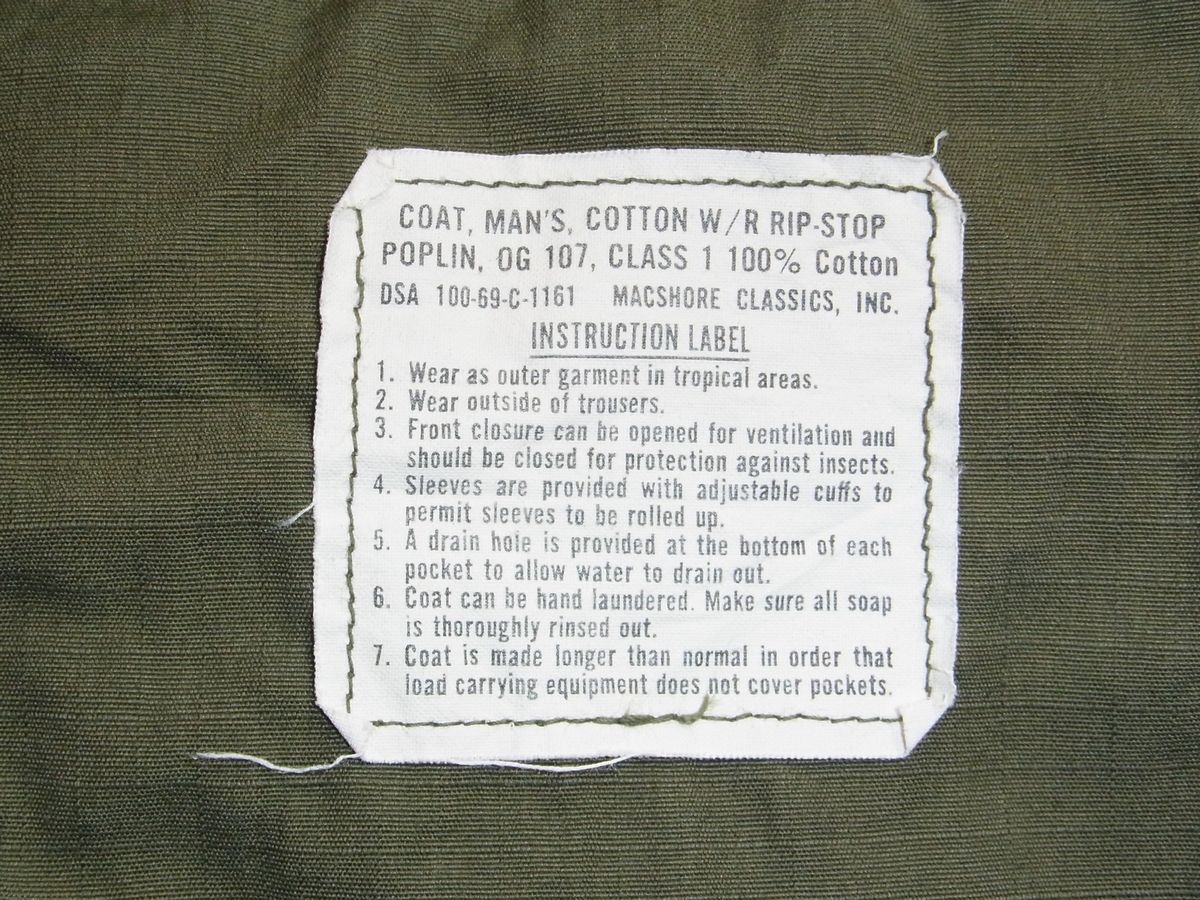 COAT, MAN'S, COTTON W/R RIP-STOP
POPLIN, OG 107, CLASS 1 100% Cotton
DSA 100-69-C-1161 MACSHORE CLASSICS, INC.
INSTRUCTION LABEL
1. Wear as outer garment in tropical areas.
2. Wear outside of trousers.
3. Front closure can be opened for ventilation and
should be closed for protection against insects.
4. Sleeves are provided with adjustable cuffs to
permit sleeves to be rolled up.
5. A drain hole is provided at the bottom of each
pocket to allow water to drain out.
6. Coat can be hand laundered. Make sure all soap
is thoroughly rinsed out.
7. Coat is made longer than normal in order that
load carrying equipment does not cover pockets.